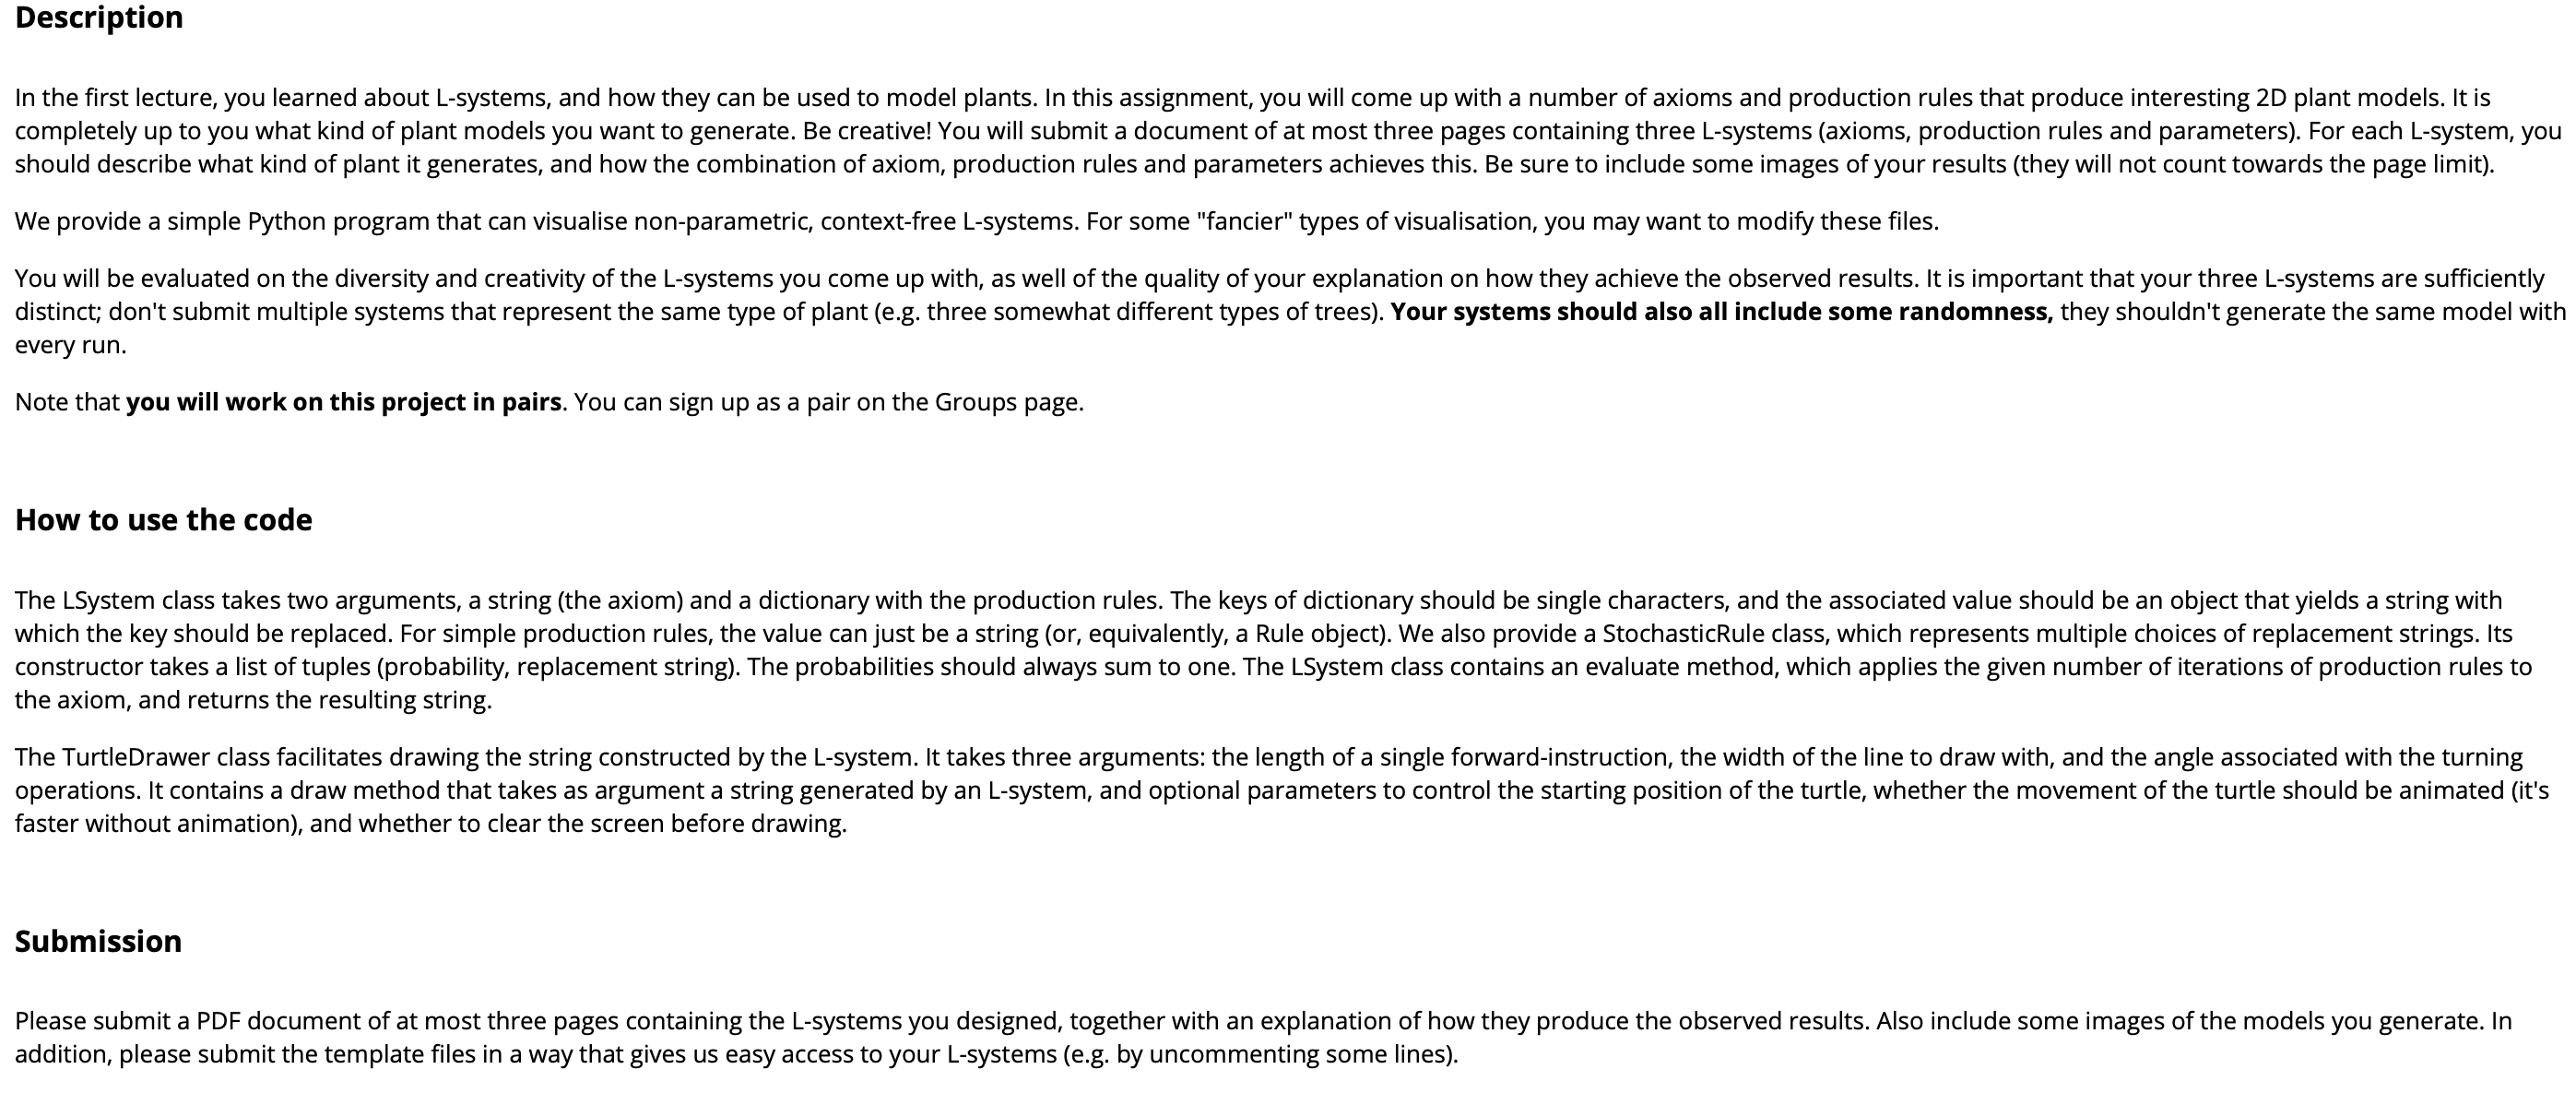 Description
In the first lecture, you learned about L-systems, and how they can be used to model plants. In this assignment, you will come up with a number of axioms and production rules that produce interesting 2D plant models. It is
completely up to you what kind of plant models you want to generate. Be creative! You will submit a document of at most three pages containing three L-systems (axioms, production rules and parameters). For each L-system, you
should describe what kind of plant it generates, and how the combination of axiom, production rules and parameters achieves this. Be sure to include some images of your results (they will not count towards the page limit).
We provide a simple Python program that can visualise non-parametric, context-free L-systems. For some "fancier" types of visualisation, you may want to modify these files.
You will be evaluated on the diversity and creativity of the L-systems you come up with, as well of the quality of your explanation on how they achieve the observed results. It is important that your three L-systems are sufficiently
distinct; don't submit multiple systems that represent the same type of plant (e.g. three somewhat different types of trees). Your systems should also all include some randomness, they shouldn't generate the same model with
every run.
Note that you will work on this project in pairs. You can sign up as a pair on the Groups page.
How to use the code
The LSystem class takes two arguments, a string (the axiom) and a dictionary with the production rules. The keys of dictionary should be single characters, and the associated value should be an object that yields a string with
which the key should be replaced. For simple production rules, the value can just be a string (or, equivalently, a Rule object). We also provide a StochasticRule class, which represents multiple choices of replacement strings. Its
constructor takes a list of tuples (probability, replacement string). The probabilities should always sum to one. The LSystem class contains an evaluate method, which applies the given number of iterations of production rules to
the axiom, and returns the resulting string.
The TurtleDrawer class facilitates drawing the string constructed by the L-system. It takes three arguments: the length of a single forward-instruction, the width of the line to draw with, and the angle associated with the turning
operations. It contains a draw method that takes as argument a string generated by an L-system, and optional parameters to control the starting position of the turtle, whether the movement of the turtle should be animated (it's
faster without animation), and whether to clear the screen before drawing.
Submission
Please submit a PDF document of at most three pages containing the L-systems you designed, together with an explanation of how they produce the observed results. Also include some images of the models you generate. In
addition, please submit the template files in a way that gives us easy access to your L-systems (e.g. by uncommenting some lines).